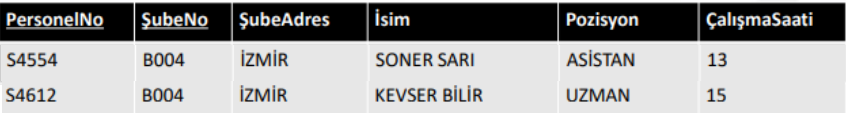 PersonelNo ŞubeNo ŞubeAdres İsim Pozisyon ÇalışmaSaati
S4554 B004 İZMİR SONER SARI ASİSTAN 13
S4612 B004 İZMİR KEVSER BİLİR UZMAN 15